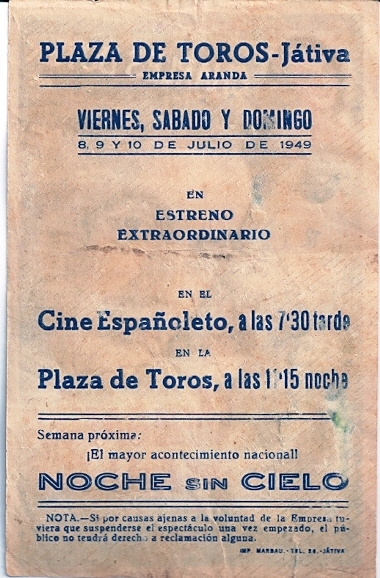 PLAZA DE TOROS-Játiva
EMPRESA ARANDA
VIERNES, SABADO Y DOMINGO
8, 9 Y 10 DE JULIO DE 1949
EN
ESTRENO
EXTRAORDINARIO
EN EL
Cine Españoleto, a las 7'30 tarde
EN LA
Plaza de Toros, a las 11'15 noche
Semana próxima:
¡El mayor acontecimiento nacional!
NOCHE SIN CIELO
NOTA.—Si por causas ajenas a la voluntad de la Empresa tu-
viera que suspenderse el espectáculo una vez empezado, el pú-
blico no tendrá derecho a reclamación alguna.
IMP. MARBAU.-TEL. 26.-JÁTIVA